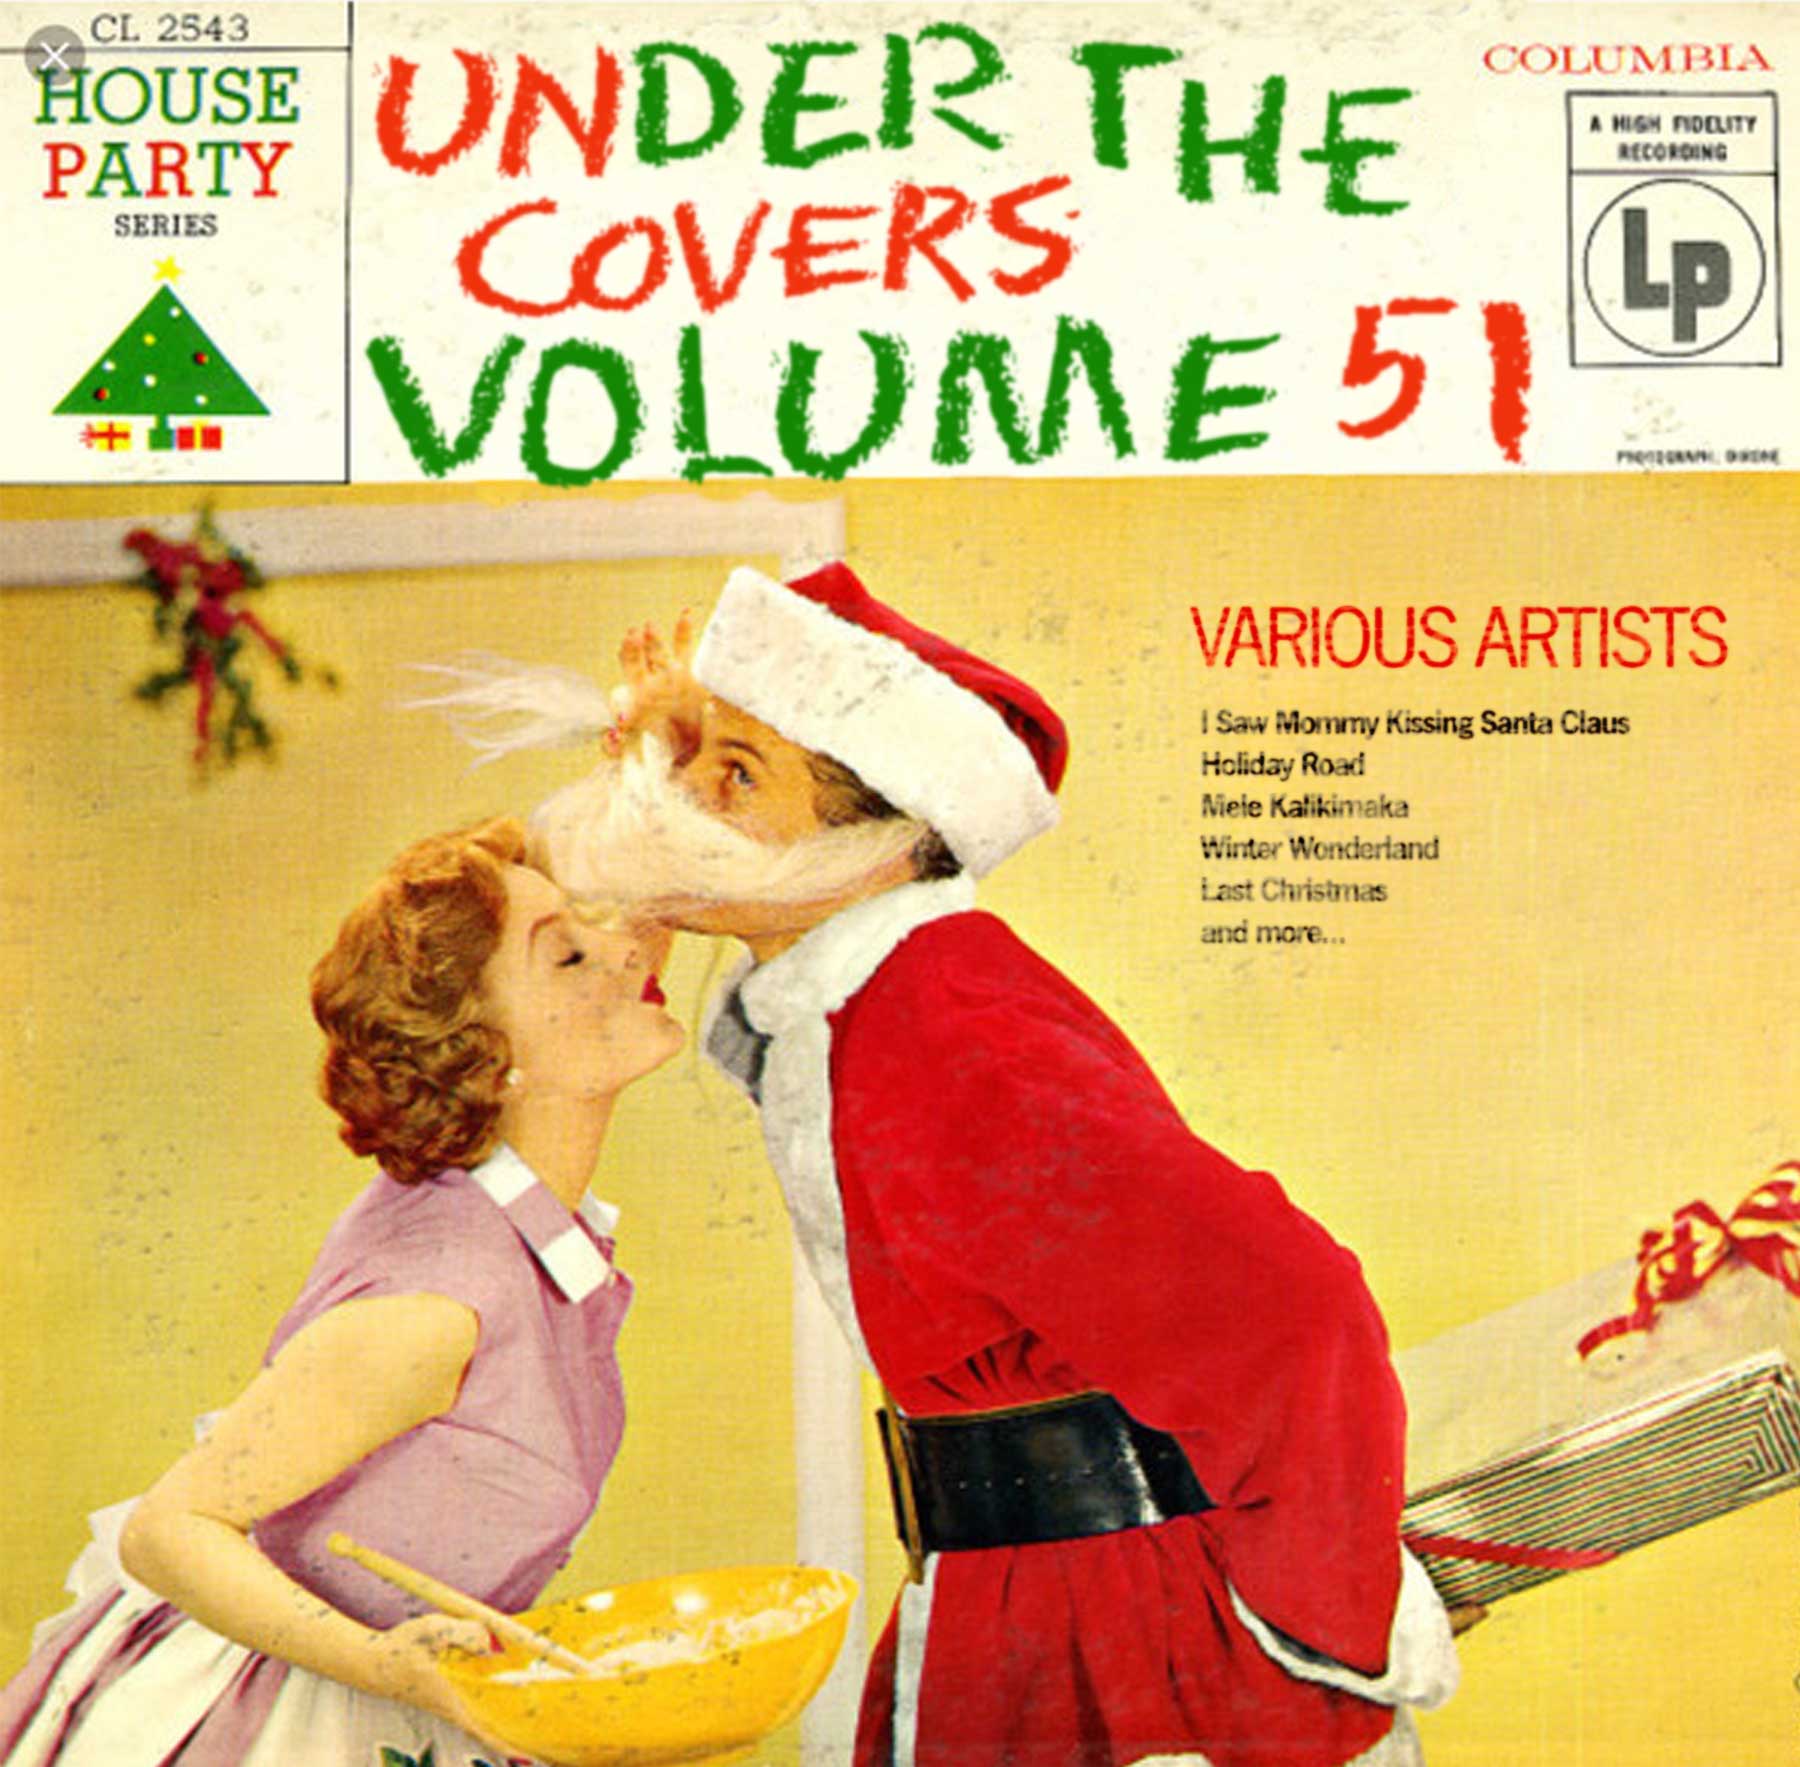 CL 2543
HOUSE
PARTY
SERIES
UNDER THE
COVERS
VOLUME 51
COLUMBIA
A HIGH FIDELITY
RECORDING
LP
PHOTOGRAPH:
VARIOUS ARTISTS
I Saw Mommy Kissing Santa Claus
Holiday Road
Mele Kalikimaka
Winter Wonderland
Last Christmas
and more...